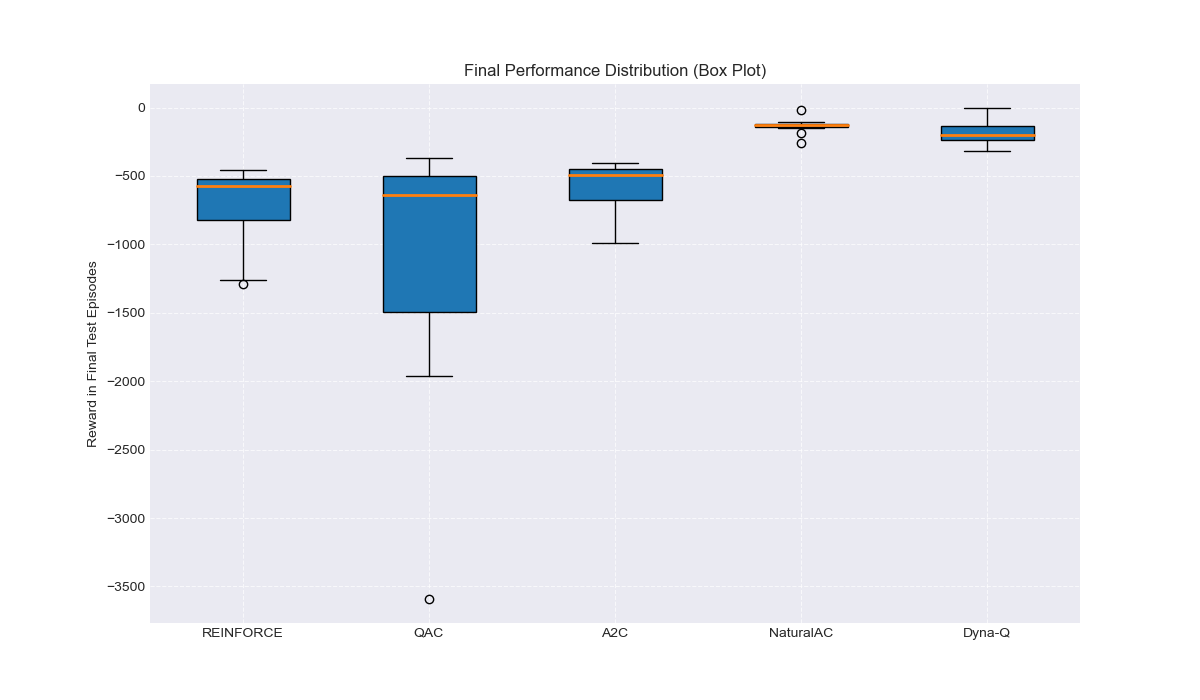 Final Performance Distribution (Box Plot)
Reward in Final Test Episodes
0
−500
−1000
−1500
−2000
−2500
−3000
−3500
REINFORCE
QAC
A2C
NaturalAC
Dyna-Q